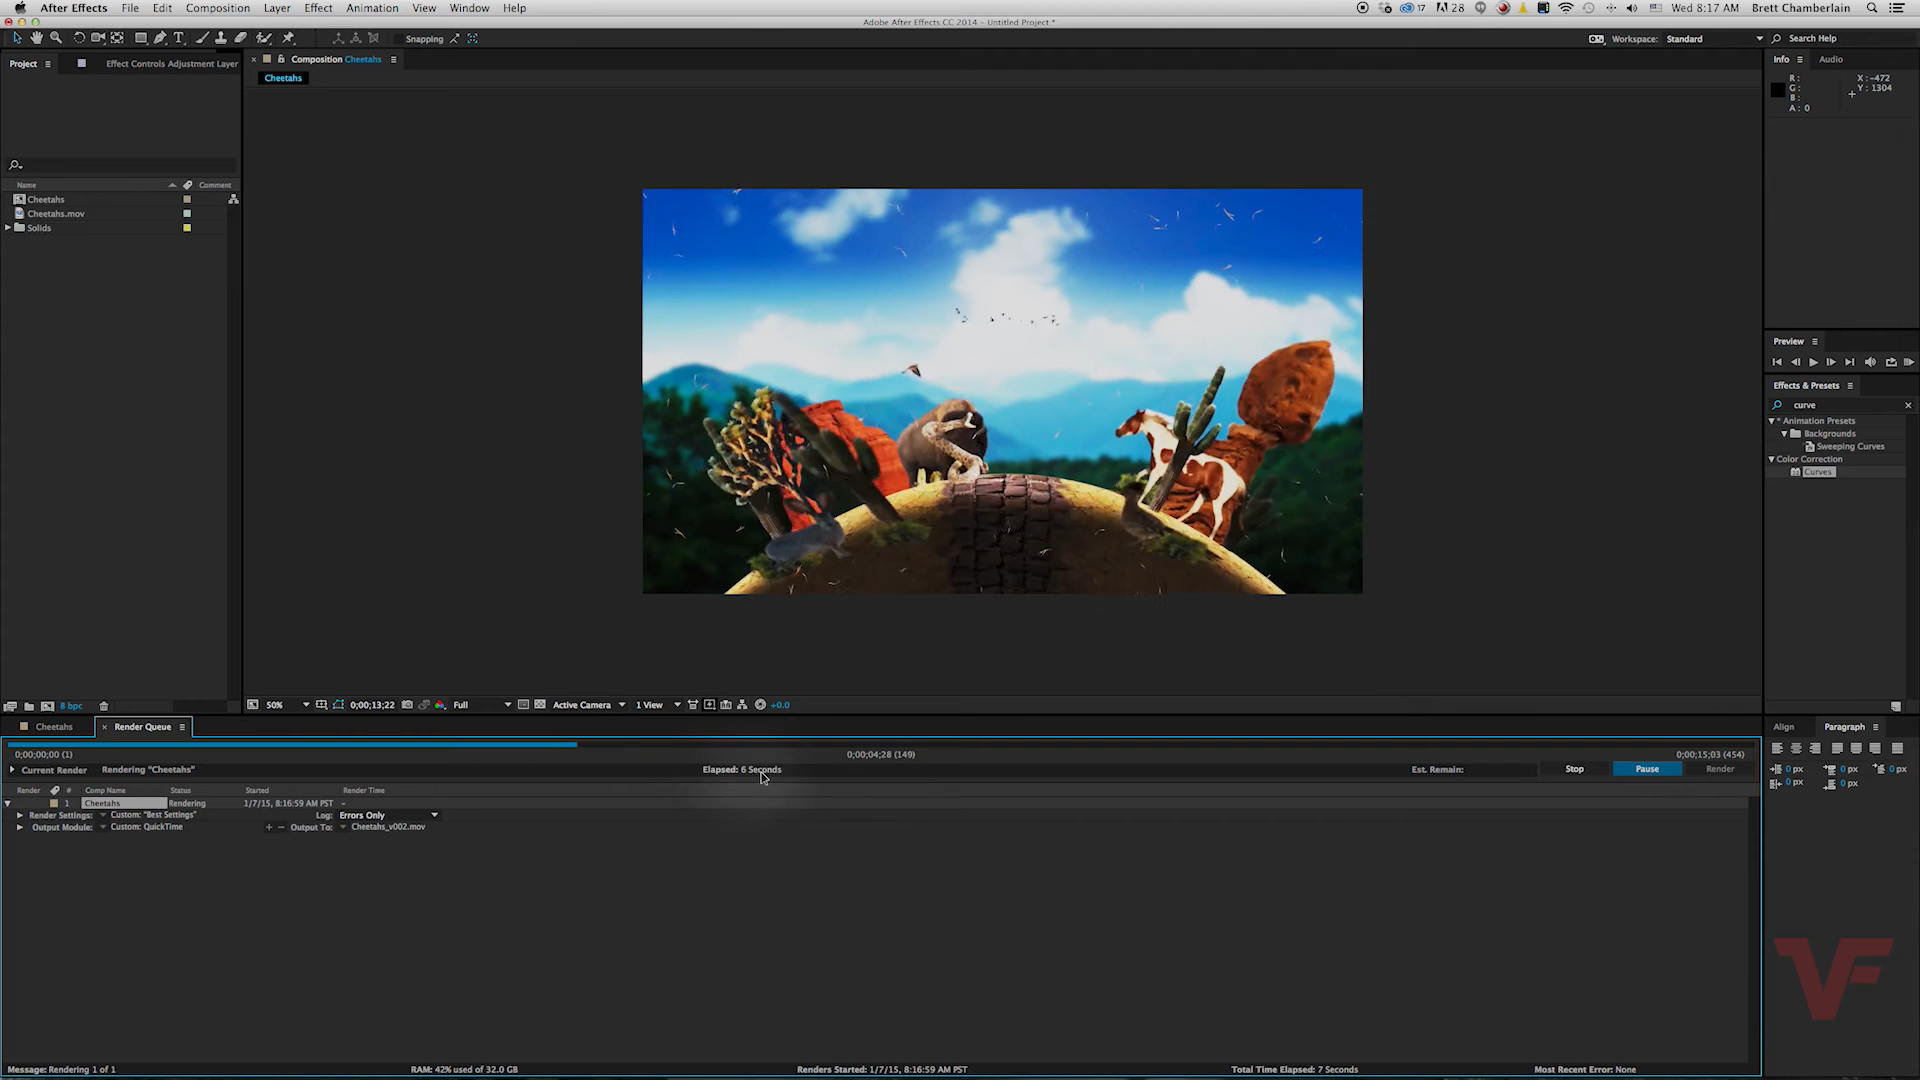 After Effects File Edit Composition Layer Effect Animation View Window Help 17 28 Wed 8:17 AM Brett Chamberlain
Adobe After Effects CC 2014 - Untitled Project *
Snapping Workspace: Standard Search Help
Project Effect Controls Adjustment Layer Composition Cheetahs Info Audio
Cheetahs
R: X: -472
G: Y: 1304
B:
A: 0
Name Comment
Cheetahs
Cheetahs.mov
Solids
Preview
Effects & Presets
curve
* Animation Presets
Backgrounds
Sweeping Curves
Color Correction
Curves
8 bpc 50% 0;00;13;22 Full Active Camera 1 View +0.0
Cheetahs Render Queue Align Paragraph
0;00;00;00 (1) 0;00;04;28 (149) 0;00;15;03 (454)
Current Render Rendering "Cheetahs" Elapsed: 6 Seconds Est. Remain: Stop Pause Render
0 px 0 px 0 px
0 px 0 px
Render # Comp Name Status Started Render Time
1 Cheetahs Rendering 1/7/15, 8:16:59 AM PST -
Render Settings: Custom: "Best Settings" Log: Errors Only
Output Module: Custom: QuickTime + - Output To: Cheetahs_v002.mov
VF
Message: Rendering 1 of 1 RAM: 42% used of 32.0 GB Renders Started: 1/7/15, 8:16:59 AM PST Total Time Elapsed: 7 Seconds Most Recent Error: None